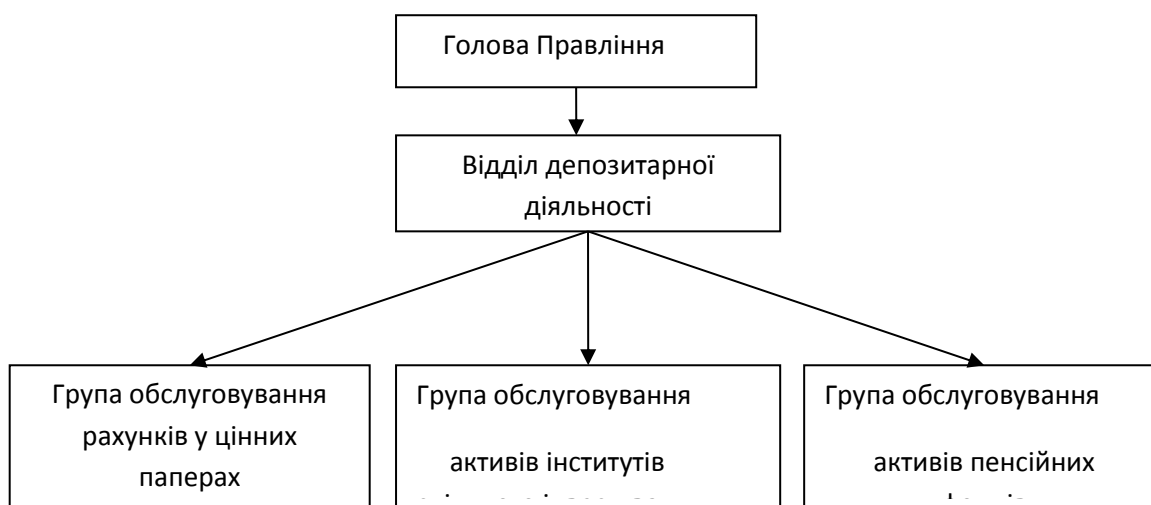 Голова Правління
Відділ депозитарної
діяльності
Група обслуговування
рахунків у цінних
паперах
Група обслуговування
активів інститутів
Група обслуговування
активів пенсійних